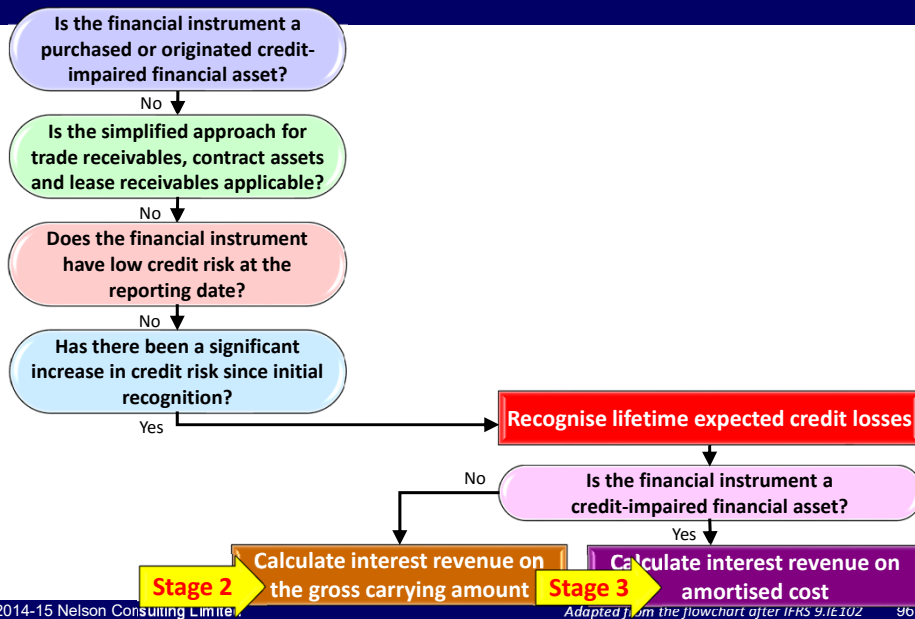 Is the financial instrument a
purchased or originated credit-
impaired financial asset?
No
Is the simplified approach for
trade receivables, contract assets
and lease receivables applicable?
No
Does the financial instrument
have low credit risk at the
reporting date?
No
Has there been a significant
increase in credit risk since initial
recognition?
Yes
Recognise lifetime expected credit losses
No
Is the financial instrument a
credit-impaired financial asset?
Yes
Stage 2
Calculate interest revenue on
the gross carrying amount
Stage 3
Calculate interest revenue on
amortised cost
2014-15 Nelson Consulting Limited
Adapted from the flowchart after IFRS 9.IE102
96